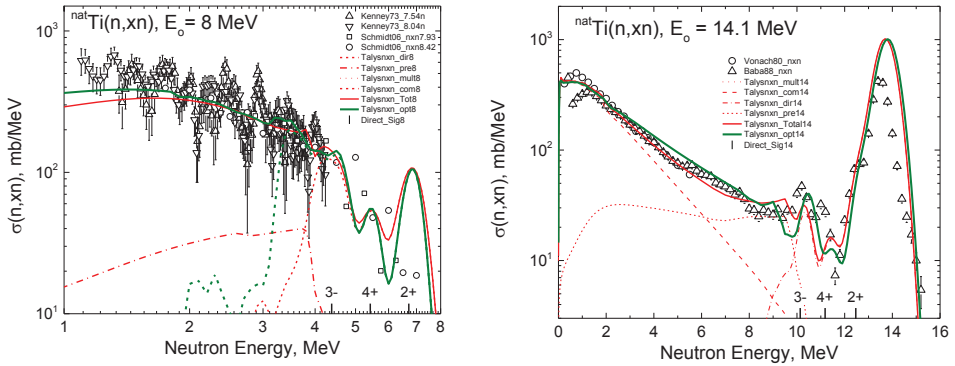 natTi(n,xn), Eo= 8 MeV
Kenney73_7.54n
Kenney73_8.04n
Schmidt06_nxn7.93
Schmidt06_nxn8.42
Talysnxn_dir8
Talysnxn_pre8
Talysnxn_mult8
Talysnxn_com8
Talysnxn_Tot8
Talysnxn_opt8
Direct_Sig8
σ(n,xn), mb/MeV
10³
10²
10¹
3-
4+
2+
1
2
3
4
5
6
7
8
Neutron Energy, MeV
natTi(n,xn), Eo = 14.1 MeV
Vonach80_nxn
Baba88_nxn
Talysnxn_mult14
Talysnxn_com14
Talysnxn_dir14
Talysnxn_pre14
Talysnxn_Total14
Talysnxn_opt14
Direct_Sig14
σ(n,xn), mb/MeV
10³
10²
10¹
3-
4+
2+
0
2
4
6
8
10
12
14
16
Neutron Energy, MeV